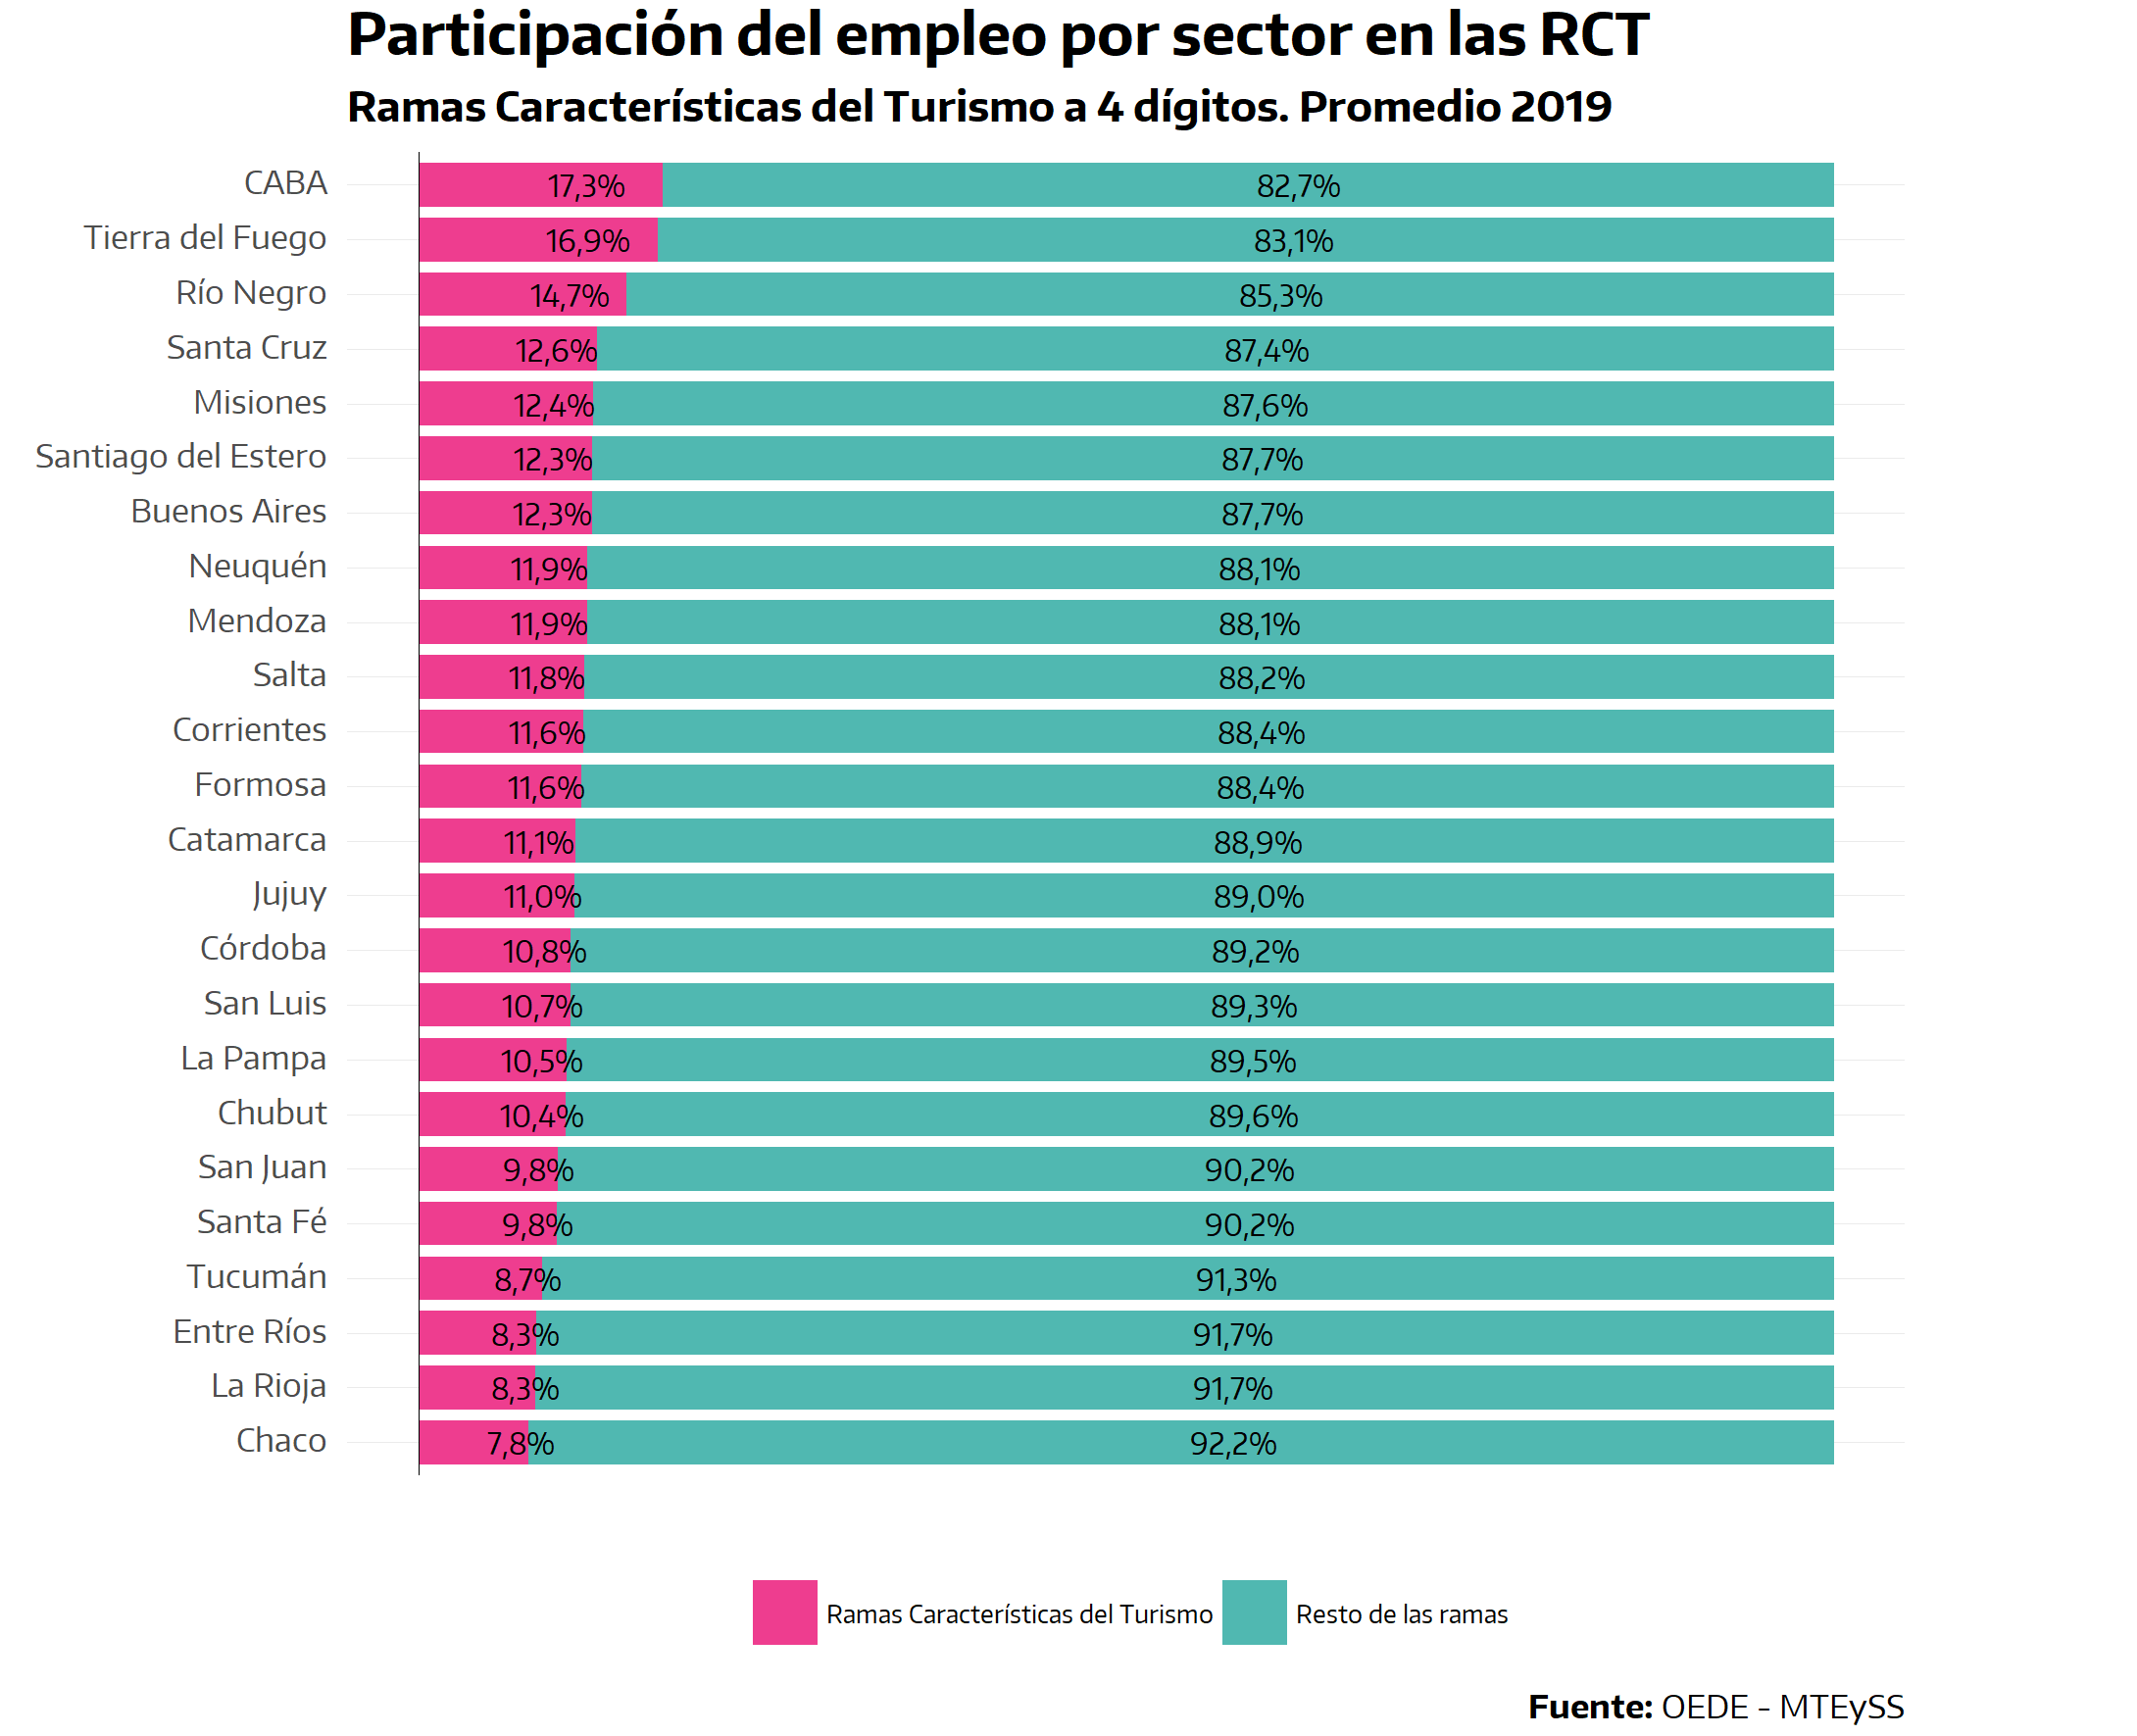 Participación del empleo por sector en las RCT
Ramas Características del Turismo a 4 dígitos. Promedio 2019
CABA 17,3% 82,7%
Tierra del Fuego 16,9% 83,1%
Río Negro 14,7% 85,3%
Santa Cruz 12,6% 87,4%
Misiones 12,4% 87,6%
Santiago del Estero 12,3% 87,7%
Buenos Aires 12,3% 87,7%
Neuquén 11,9% 88,1%
Mendoza 11,9% 88,1%
Salta 11,8% 88,2%
Corrientes 11,6% 88,4%
Formosa 11,6% 88,4%
Catamarca 11,1% 88,9%
Jujuy 11,0% 89,0%
Córdoba 10,8% 89,2%
San Luis 10,7% 89,3%
La Pampa 10,5% 89,5%
Chubut 10,4% 89,6%
San Juan 9,8% 90,2%
Santa Fé 9,8% 90,2%
Tucumán 8,7% 91,3%
Entre Ríos 8,3% 91,7%
La Rioja 8,3% 91,7%
Chaco 7,8% 92,2%
Ramas Características del Turismo Resto de las ramas
Fuente: OEDE - MTEySS